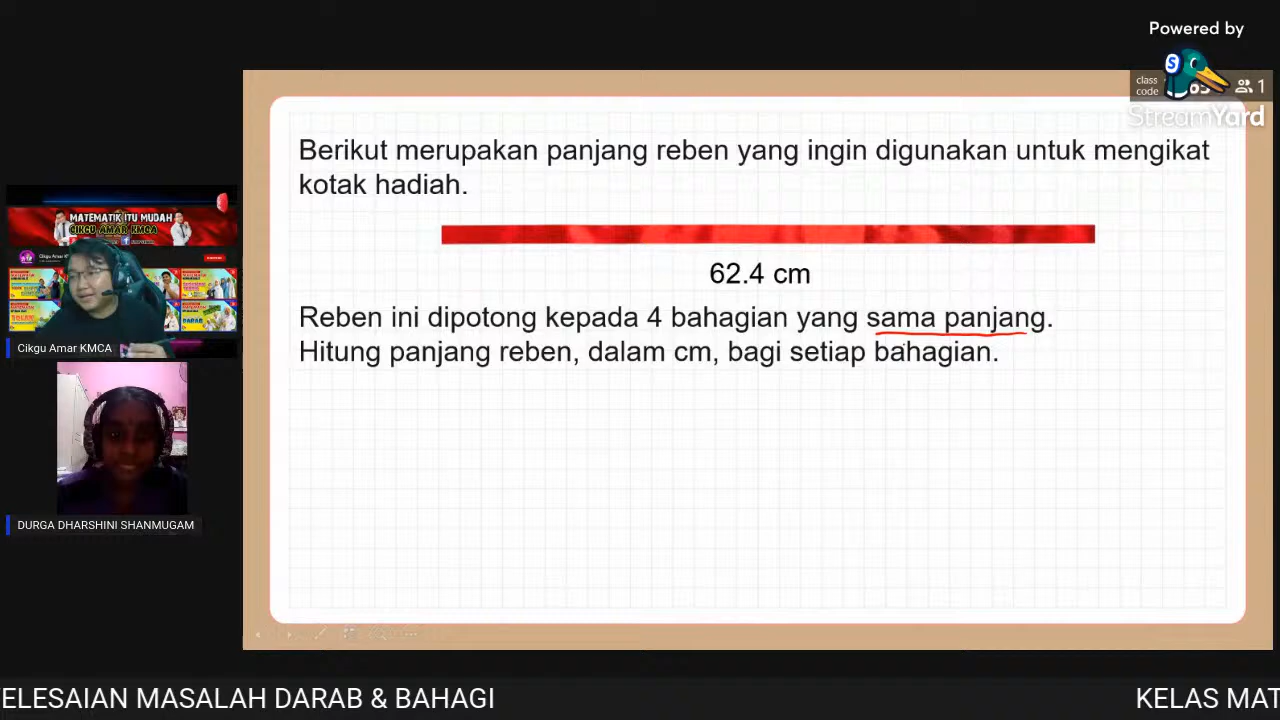 Powered by
StreamYard
class
code
1
Berikut merupakan panjang reben yang ingin digunakan untuk mengikat
kotak hadiah.
62.4 cm
Reben ini dipotong kepada 4 bahagian yang sama panjang.
Hitung panjang reben, dalam cm, bagi setiap bahagian.
MATEMATIK ITU MUDAH
CIKGU AMAR KMCA
Cikgu Amar KMCA
DURGA DHARSHINI SHANMUGAM
ELESAIAN MASALAH DARAB & BAHAGI
KELAS MAT